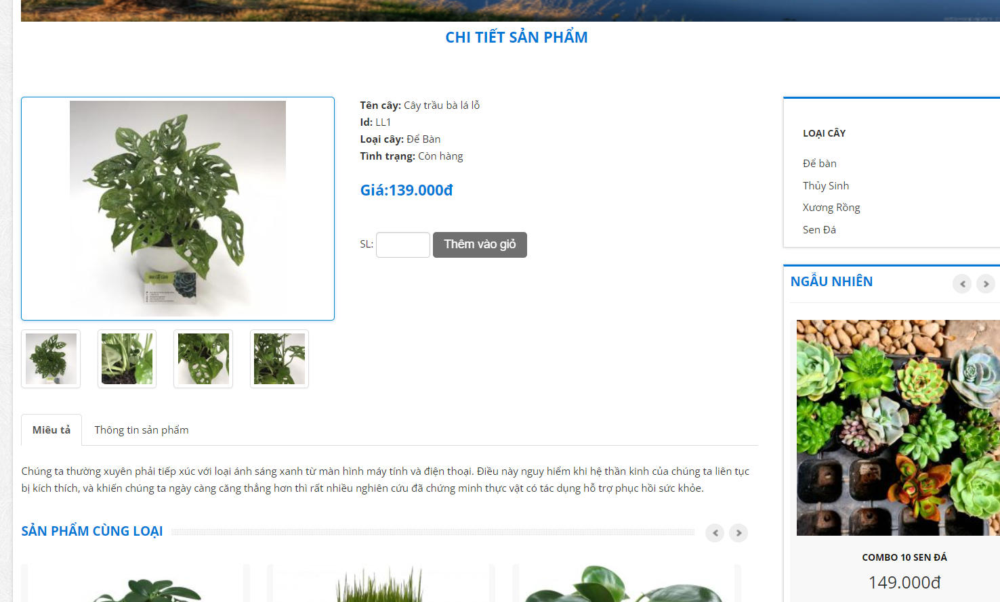 CHI TIẾT SẢN PHẨM
Tên cây: Cây trầu bà lá lỗ
Id: LL1
Loại cây: Để Bàn
Tình trạng: Còn hàng
Giá:139.000đ
SL: Thêm vào giỏ
Miêu tả Thông tin sản phẩm
Chúng ta thường xuyên phải tiếp xúc với loại ánh sáng xanh từ màn hình máy tính và điện thoại. Điều này nguy hiểm khi hệ thần kinh của chúng ta liên tục
bị kích thích, và khiến chúng ta ngày càng căng thẳng hơn thì rất nhiều nghiên cứu đã chứng minh thực vật có tác dụng hỗ trợ phục hồi sức khỏe.
SẢN PHẨM CÙNG LOẠI
LOẠI CÂY
Để bàn
Thủy Sinh
Xương Rồng
Sen Đá
NGẪU NHIÊN
COMBO 10 SEN ĐÁ
149.000đ